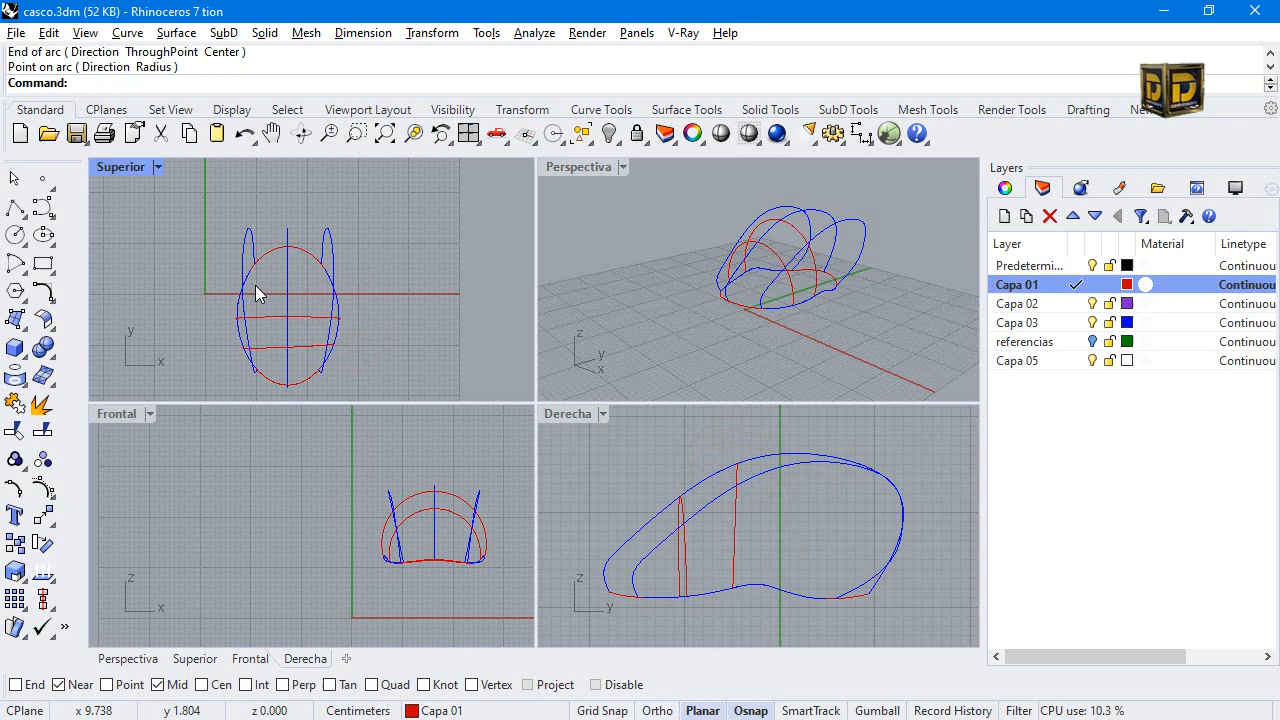 casco.3dm (52 KB) - Rhinoceros 7 tion
File Edit View Curve Surface SubD Solid Mesh Dimension Transform Tools Analyze Render Panels V-Ray Help
End of arc ( Direction ThroughPoint Center )
Point on arc ( Direction Radius )
Command:
Standard CPlanes Set View Display Select Viewport Layout Visibility Transform Curve Tools Surface Tools Solid Tools SubD Tools Mesh Tools Render Tools Drafting
Superior
Perspectiva
Layers
Layer Material Linetype
Predetermi... Continuou
Capa 01 Continuou
Capa 02 Continuou
Capa 03 Continuou
referencias Continuou
Capa 05 Continuou
y
x
z
y
x
Frontal
Derecha
z
x
z
y
Perspectiva Superior Frontal Derecha
End Near Point Mid Cen Int Perp Tan Quad Knot Vertex Project Disable
CPlane x 9.738 y 1.804 z 0.000 Centimeters Capa 01 Grid Snap Ortho Planar Osnap SmartTrack Gumball Record History Filter CPU use: 10.3 %